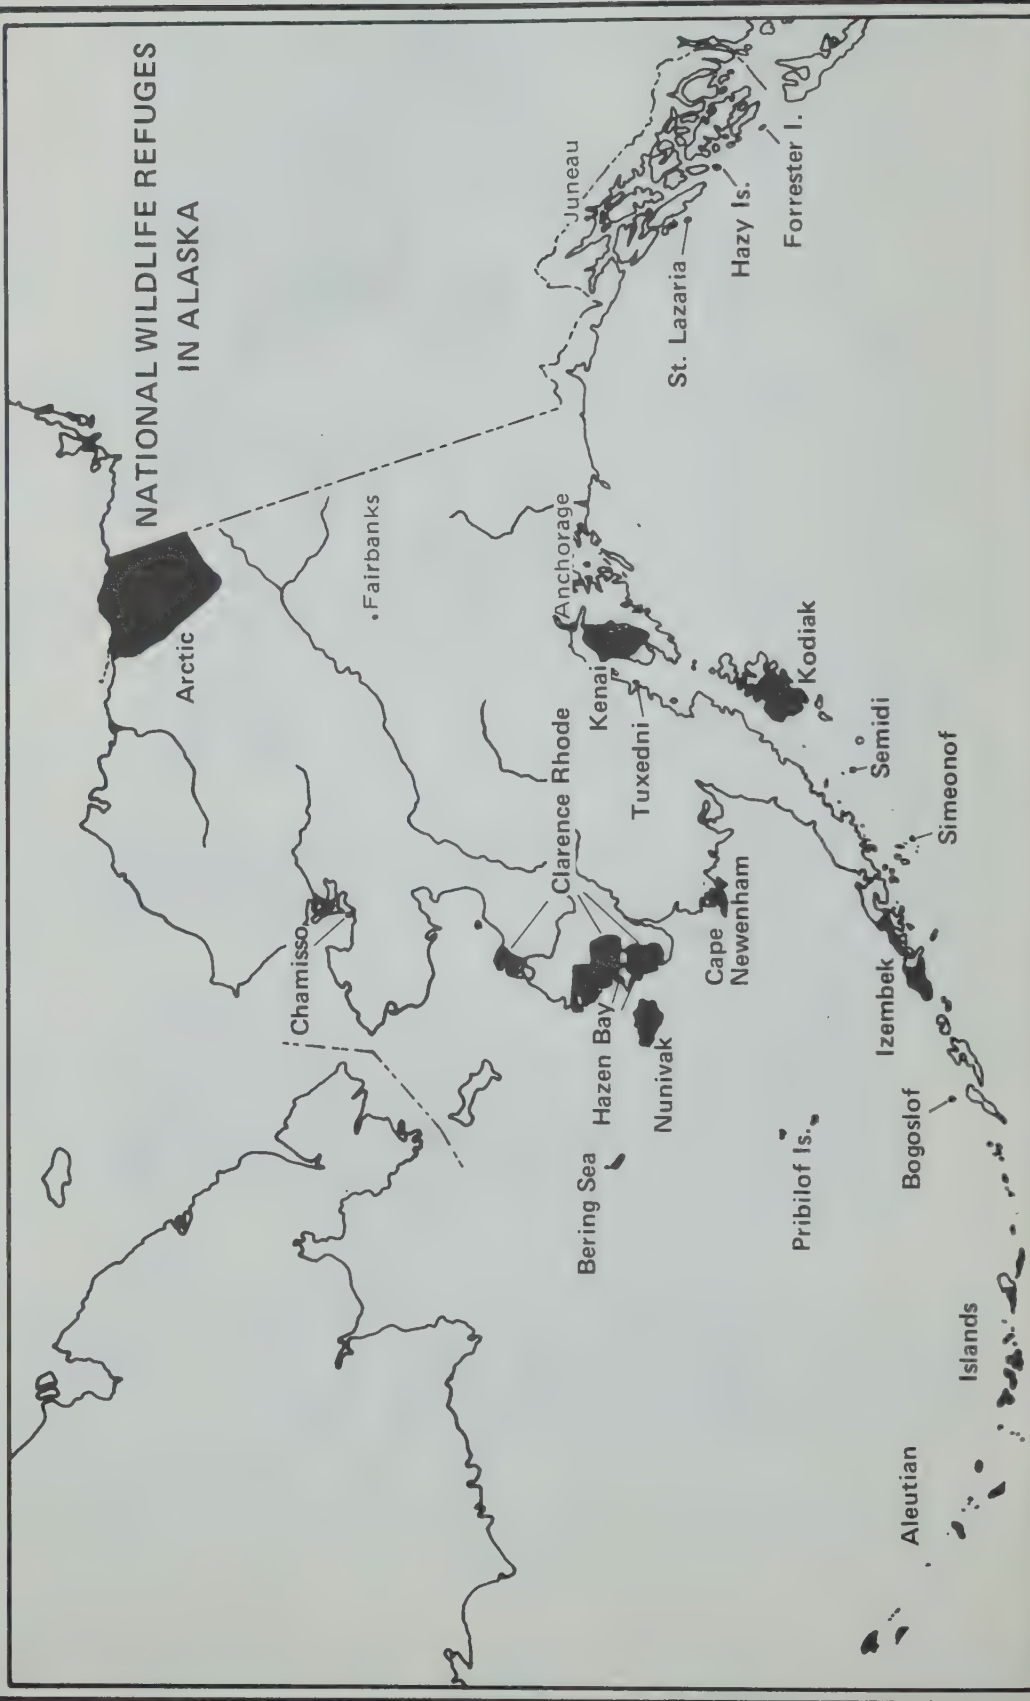 NATIONAL WILDLIFE REFUGES
IN ALASKA
Arctic
Chamisso
Fairbanks
Bering Sea
Hazen Bay
Nunivak
Clarence Rhode
Anchorage
Kenai
Tuxedni
Juneau
St. Lazaria
Hazy Is.
Forrester I.
Cape
Newenham
Kodiak
Pribilof Is.
Semidi
Simeonof
Izembek
Bogoslof
Aleutian
Islands